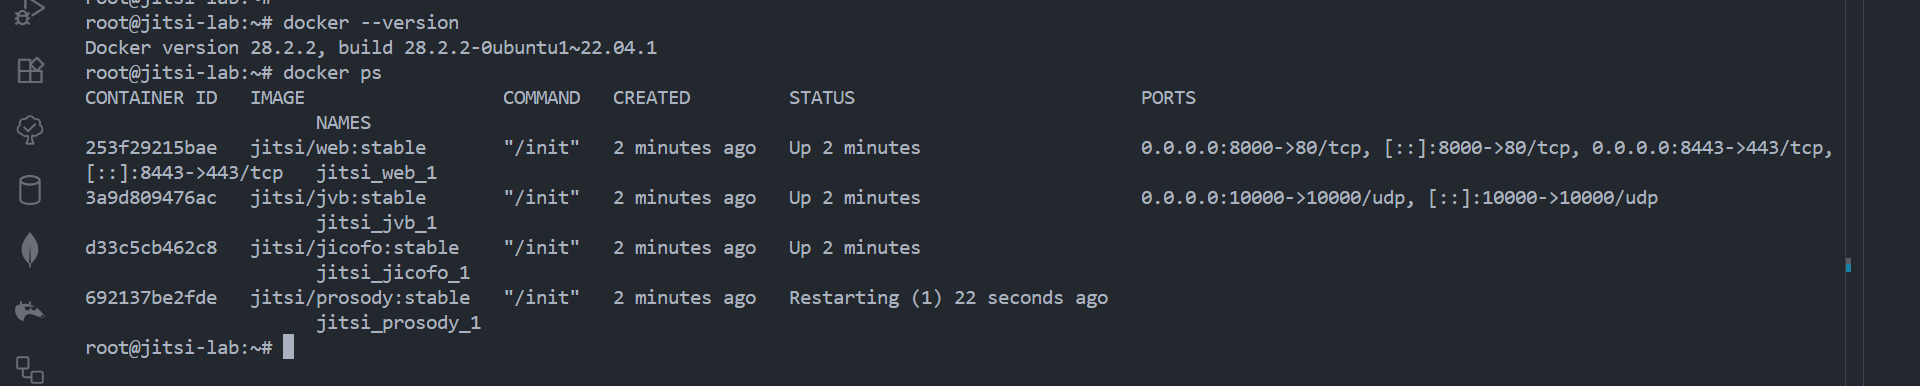 root@jitsi-lab:~#
root@jitsi-lab:~# docker --version
Docker version 28.2.2, build 28.2.2-0ubuntu1~22.04.1
root@jitsi-lab:~# docker ps
CONTAINER ID   IMAGE                  COMMAND   CREATED         STATUS                          PORTS
                     NAMES
253f29215bae   jitsi/web:stable       "/init"   2 minutes ago   Up 2 minutes                    0.0.0.0:8000->80/tcp, [::]:8000->80/tcp, 0.0.0.0:8443->443/tcp,
[::]:8443->443/tcp   jitsi_web_1
3a9d809476ac   jitsi/jvb:stable       "/init"   2 minutes ago   Up 2 minutes                    0.0.0.0:10000->10000/udp, [::]:10000->10000/udp
                     jitsi_jvb_1
d33c5cb462c8   jitsi/jicofo:stable    "/init"   2 minutes ago   Up 2 minutes
                     jitsi_jicofo_1
692137be2fde   jitsi/prosody:stable   "/init"   2 minutes ago   Restarting (1) 22 seconds ago
                     jitsi_prosody_1
root@jitsi-lab:~#